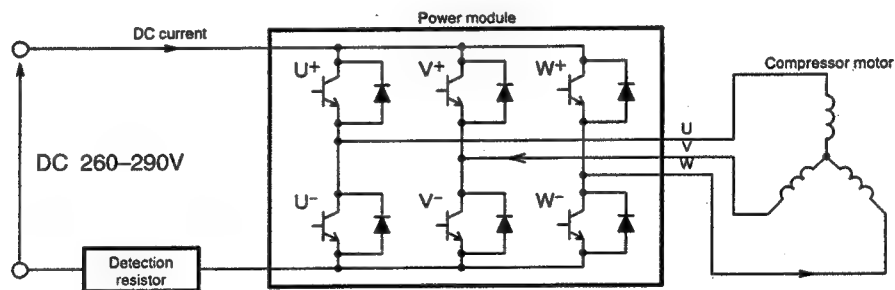 Power module
DC current
Compressor motor
U+
V+
W+
U
V
W
DC 260–290V
U-
V-
W-
Detection
resistor